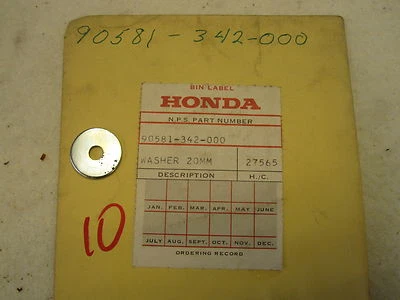 90581-342-000
BIN LABEL
HONDA
N.P.S. PART NUMBER
90581-342-000
WASHER 20MM 27565
DESCRIPTION H./C.
JAN. FEB. MAR. APR. MAY JUNE
JULY AUG. SEPT. OCT. NOV. DEC.
ORDERING RECORD
10